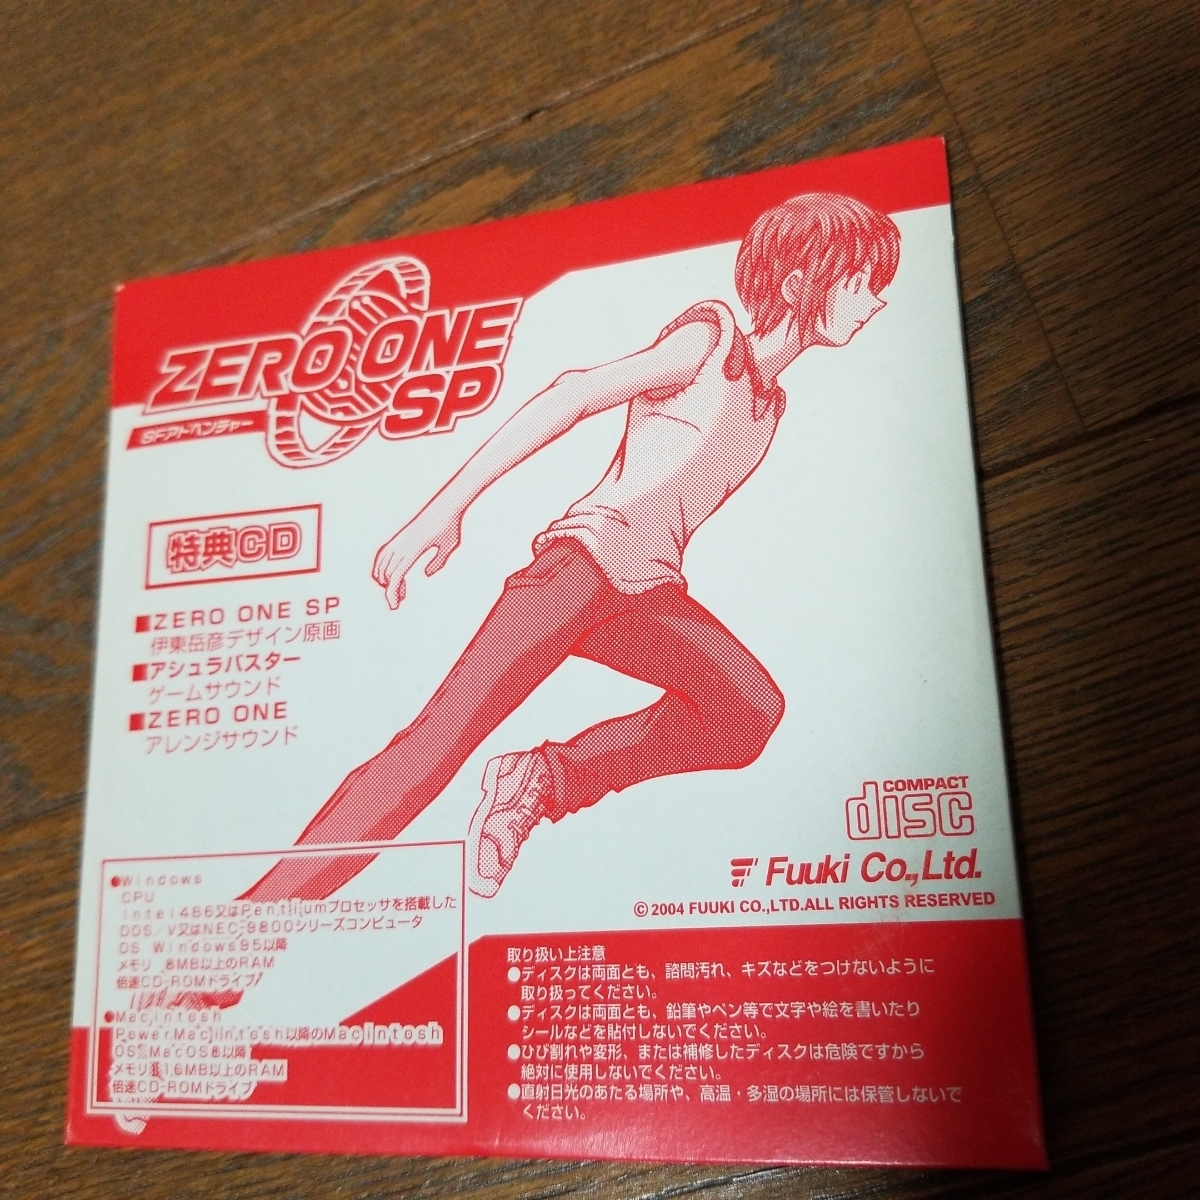 ZERO ONE
SP
SFアドベンチャー
特典CD
■ZERO ONE SP
伊東岳彦デザイン原画
■アシュラバスター
ゲームサウンド
■ZERO ONE
アレンジサウンド
●Windows
CPU
Intel486又はPentiumプロセッサを搭載した
DOS/V又はNEC-9800シリーズコンピュータ
OS Windows95以降
メモリ 8MB以上のRAM
倍速CD-ROMドライブ
●Macintosh
PowerMacintosh以降のMacintosh
OS MacOS8以降
メモリ 16MB以上のRAM
倍速CD-ROMドライブ
COMPACT
disc
Fuuki Co.,Ltd.
© 2004 FUUKI CO.,LTD.ALL RIGHTS RESERVED
取り扱い上注意
●ディスクは両面とも、諮問汚れ、キズなどをつけないように
取り扱ってください。
●ディスクは両面とも、鉛筆やペン等で文字や絵を書いたり
シールなどを貼付しないでください。
●ひび割れや変形、または補修したディスクは危険ですから
絶対に使用しないでください。
●直射日光のあたる場所や、高温・多湿の場所には保管しないで
ください。